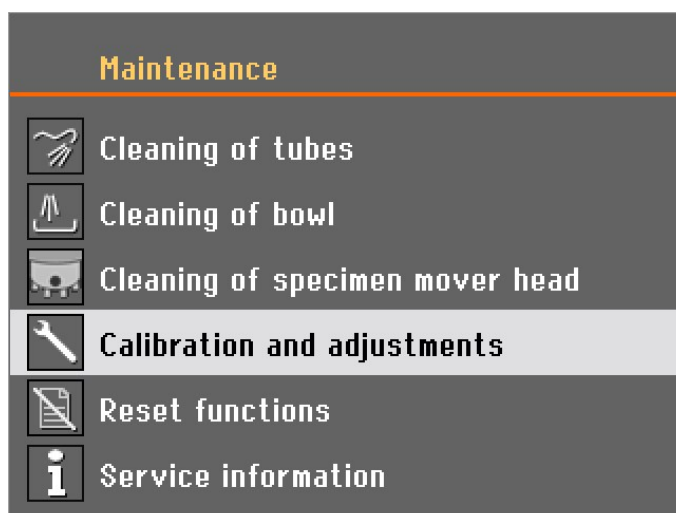 Maintenance
Cleaning of tubes
Cleaning of bowl
Cleaning of specimen mover head
Calibration and adjustments
Reset functions
Service information